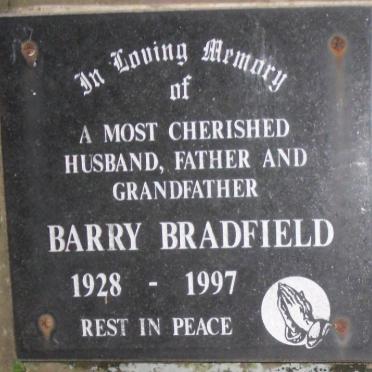 In Loving Memory
of
A MOST CHERISHED
HUSBAND, FATHER AND
GRANDFATHER
BARRY BRADFIELD
1928 - 1997
REST IN PEACE